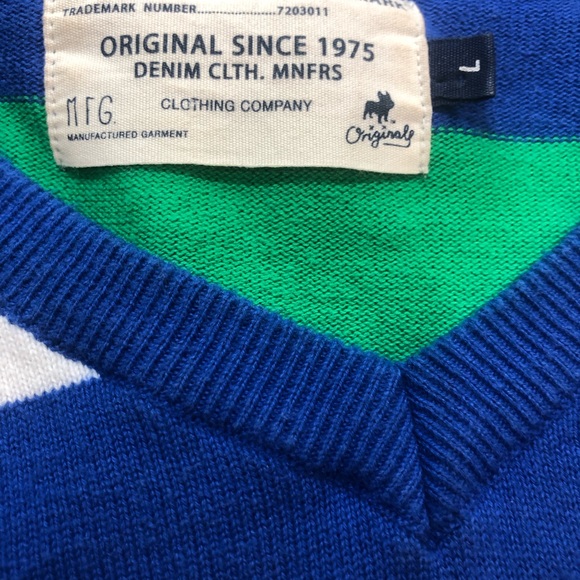 TRADEMARK NUMBER..........................7203011
ORIGINAL SINCE 1975
DENIM CLTH. MNFRS
MFG. CLOTHING COMPANY
MANUFACTURED GARMENT
Originals
L